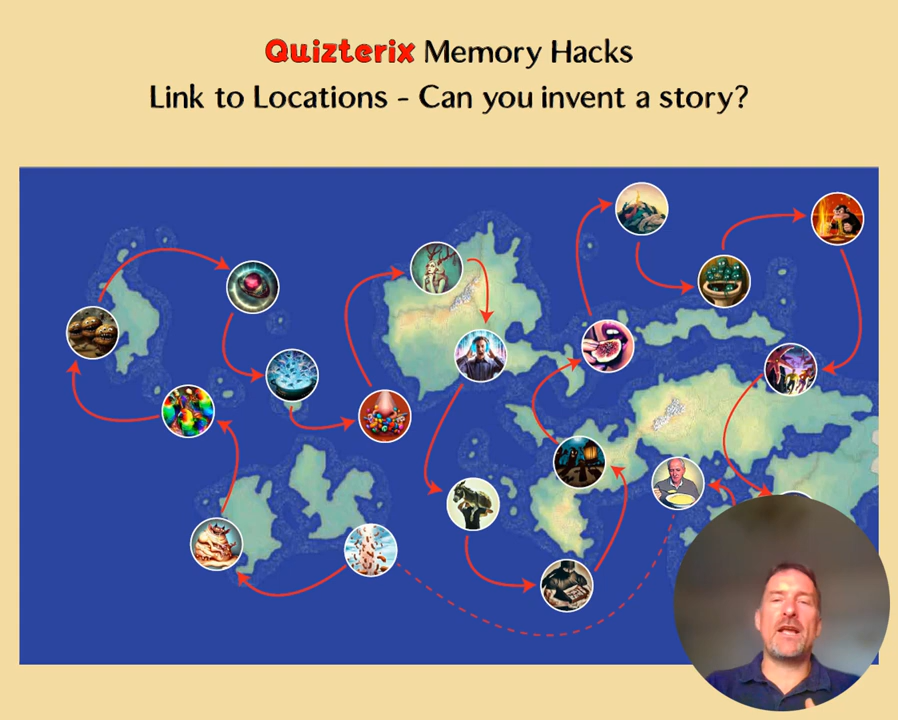 Quizterix Memory Hacks
Link to Locations - Can you invent a story?